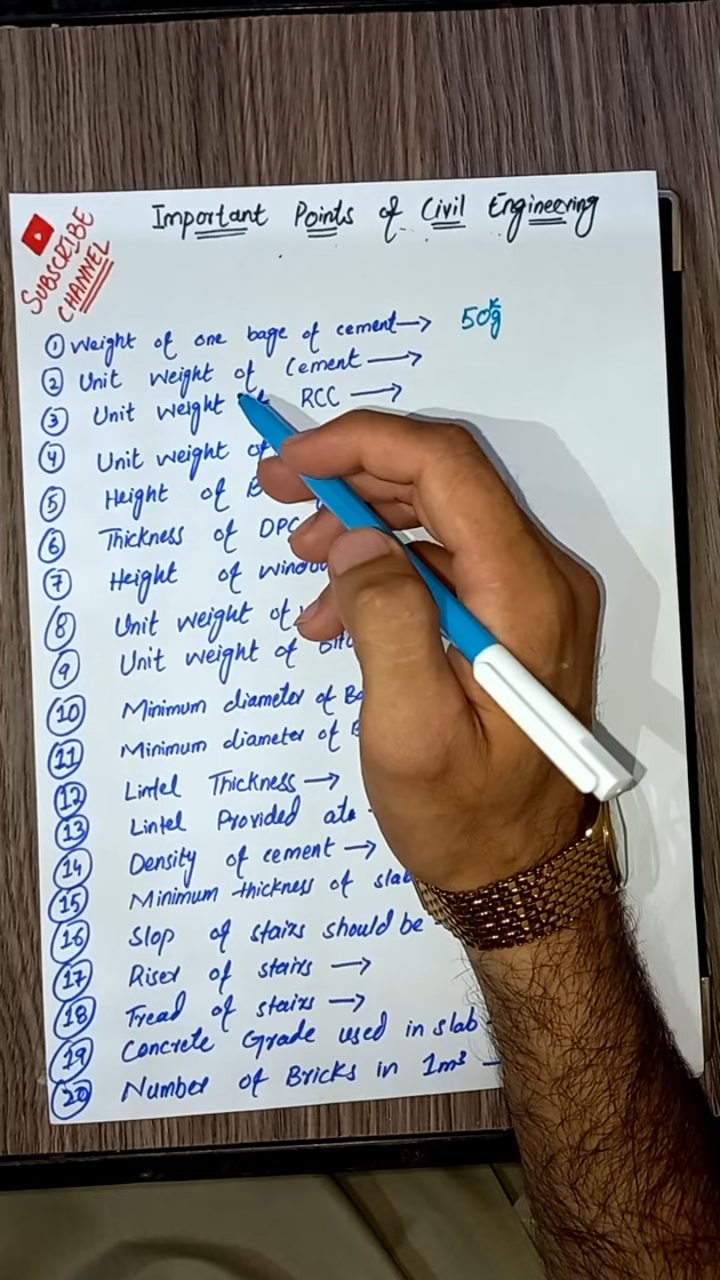 Important Points of Civil Engineering
SUBSCRIBE
CHANNEL
① Weight of one bage of cement → 50kg
② Unit weight of Cement →
③ Unit weight RCC →
④ Unit weight of
⑤ Height of
⑥ Thickness of DPC
⑦ Height of
⑧ Unit weight of
⑨ Unit weight of
⑩ Minimum diameter of
⑪ Minimum diameter of
⑫ Lintel Thickness →
⑬ Lintel Provided ate
⑭ Density of cement →
⑮ Minimum thickness of slab
⑯ Slop of stairs should be
⑰ Riser of stairs →
⑱ Tread of stairs →
⑲ Concrete Grade used in slab
⑳ Number of Bricks in 1m³